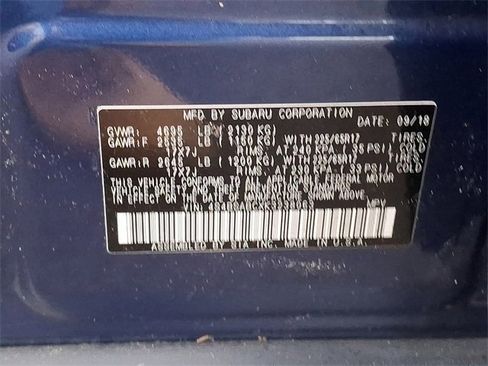 MFD BY SUBARU CORPORATION DATE: 09/18
GVWR: 4695 LB (2130 KG)
GAWR:F LB ( KG) WITH 225/65R17 TIRES
17X7J RIMS, AT 240 KPA ( 35 PSI) COLD
GAWR:R 2645 LB (1200 KG) WITH 225/65R17 TIRES
17X7J RIMS, AT 230 KPA ( 33 PSI) COLD
THIS VEHICLE CONFORMS TO ALL APPLICABLE FEDERAL MOTOR
VEHICLE SAFETY AND THEFT PREVENTION STANDARDS
IN EFFECT ON THE DATE OF MANUFACTURE SHOWN ABOVE.
VIN: MPV
ASSEMBLED BY SIA INC. MADE IN U.S.A.